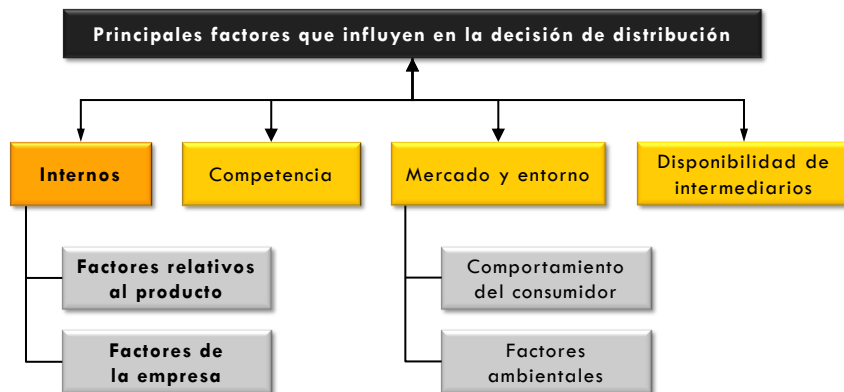 Principales factores que influyen en la decisión de distribución
Internos
Competencia
Mercado y entorno
Disponibilidad de
intermediarios
Factores relativos
al producto
Comportamiento
del consumidor
Factores de
la empresa
Factores
ambientales